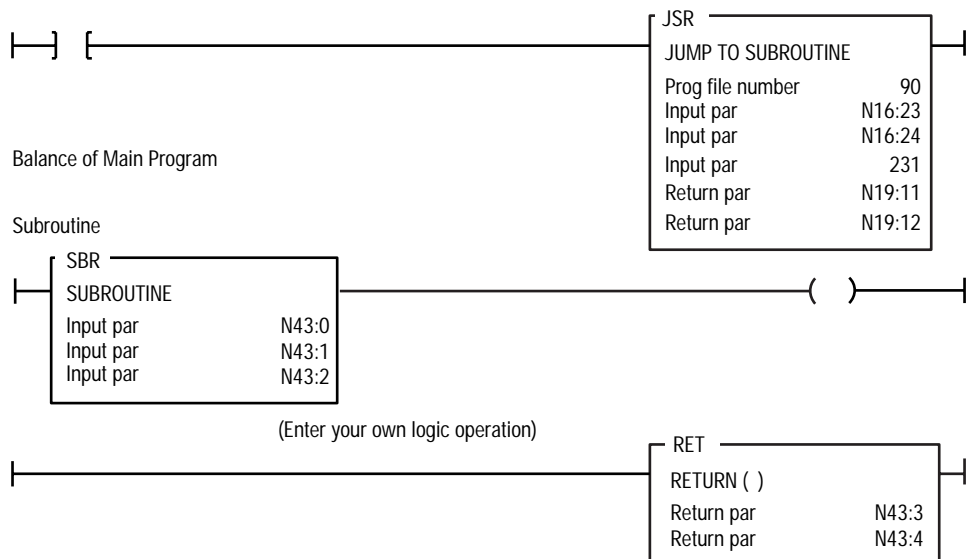 JSR
JUMP TO SUBROUTINE
Prog file number 90
Input par N16:23
Input par N16:24
Input par 231
Return par N19:11
Return par N19:12
Balance of Main Program
Subroutine
SBR
SUBROUTINE
Input par N43:0
Input par N43:1
Input par N43:2
(Enter your own logic operation)
RET
RETURN ( )
Return par N43:3
Return par N43:4